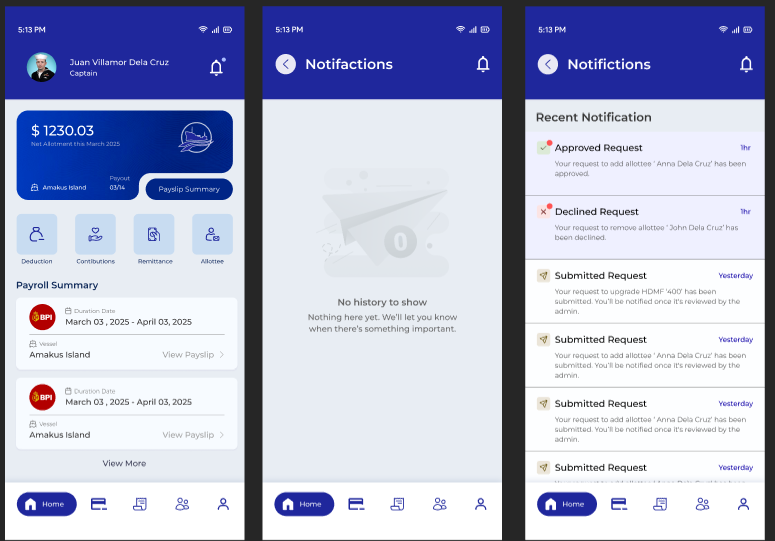 5:13 PM
Juan Villamor Dela Cruz
Captain
$ 1230.03
Net Allotment this March 2025
Payout
Amakus Island
03/14
Payslip Summary
Deduction
Contibutions
Remittance
Allottee
Payroll Summary
BPI
Duration Date
March 03 , 2025 - April 03, 2025
Vessel
Amakus Island
View Payslip
BPI
Duration Date
March 03 , 2025 - April 03, 2025
Vessel
Amakus Island
View Payslip
View More
Home
5:13 PM
Notifactions
0
No history to show
Nothing here yet. We’ll let you know
when there’s something important.
Home
5:13 PM
Notifictions
Recent Notification
Approved Request
1hr
Your request to add allottee ‘ Anna Dela Cruz’ has been
approved.
Declined Request
1hr
Your request to remove allottee ‘ John Dela Cruz’ has
been declined.
Submitted Request
Yesterday
Your request to upgrade HDMF ‘400’ has been
submitted. You’ll be notified once it’s reviewed by the
admin.
Submitted Request
Yesterday
Your request to add allottee ‘ Anna Dela Cruz’ has been
submitted. You’ll be notified once it’s reviewed by the
admin.
Submitted Request
Yesterday
Your request to add allottee ‘ Anna Dela Cruz’ has been
submitted. You’ll be notified once it’s reviewed by the
admin.
Submitted Request
Yesterday
Home